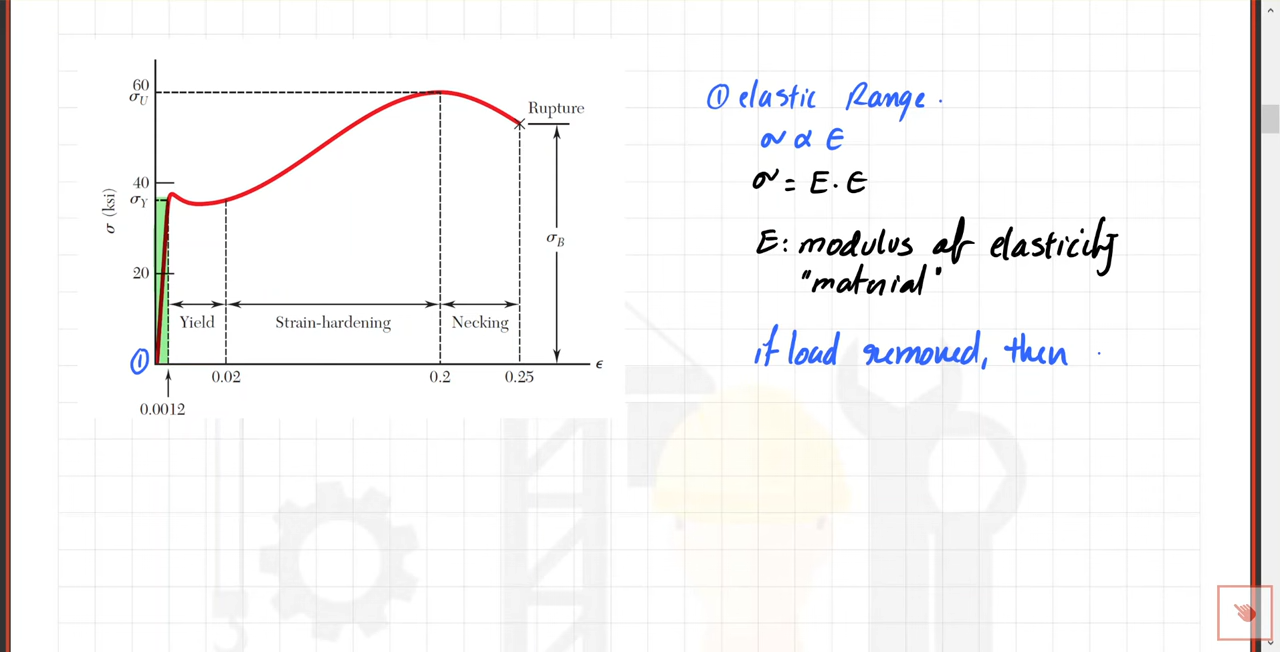 60
σU
Rupture
40
σY
σ (ksi)
σB
20
Yield
Strain-hardening
Necking
①
ϵ
0.02
0.2
0.25
0.0012
① elastic Range.
σ α ϵ
σ = E · ϵ
E: modulus of elasticity
"material"
if load removed, then